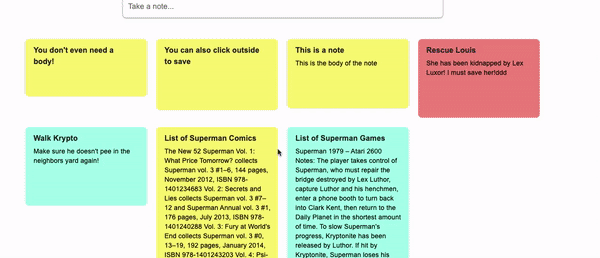 Take a note...
You don't even need a
body!
You can also click outside
to save
This is a note
This is the body of the note
Rescue Louis
She has been kidnapped by Lex
Luxor! I must save her!ddd
Walk Krypto
Make sure he doesn't pee in the
neighbors yard again!
List of Superman Comics
The New 52 Superman Vol. 1:
What Price Tomorrow? collects
Superman vol. 3 #1–6, 144 pages,
November 2012, ISBN 978-
1401234683 Vol. 2: Secrets and
Lies collects Superman vol. 3 #7–
12 and Superman Annual vol. 3 #1,
176 pages, July 2013, ISBN 978-
1401240288 Vol. 3: Fury at World's
End collects Superman vol. 3 #0,
13–19, 192 pages, January 2014,
ISBN 978-1401243203 Vol. 4: Psi-
List of Superman Games
Superman 1979 – Atari 2600
Notes: The player takes control of
Superman, who must repair the
bridge destroyed by Lex Luthor,
capture Luthor and his henchmen,
enter a phone booth to turn back
into Clark Kent, then return to the
Daily Planet in the shortest amount
of time. To slow Superman's
progress, Kryptonite has been
released by Luthor. If hit by
Kryptonite, Superman loses his